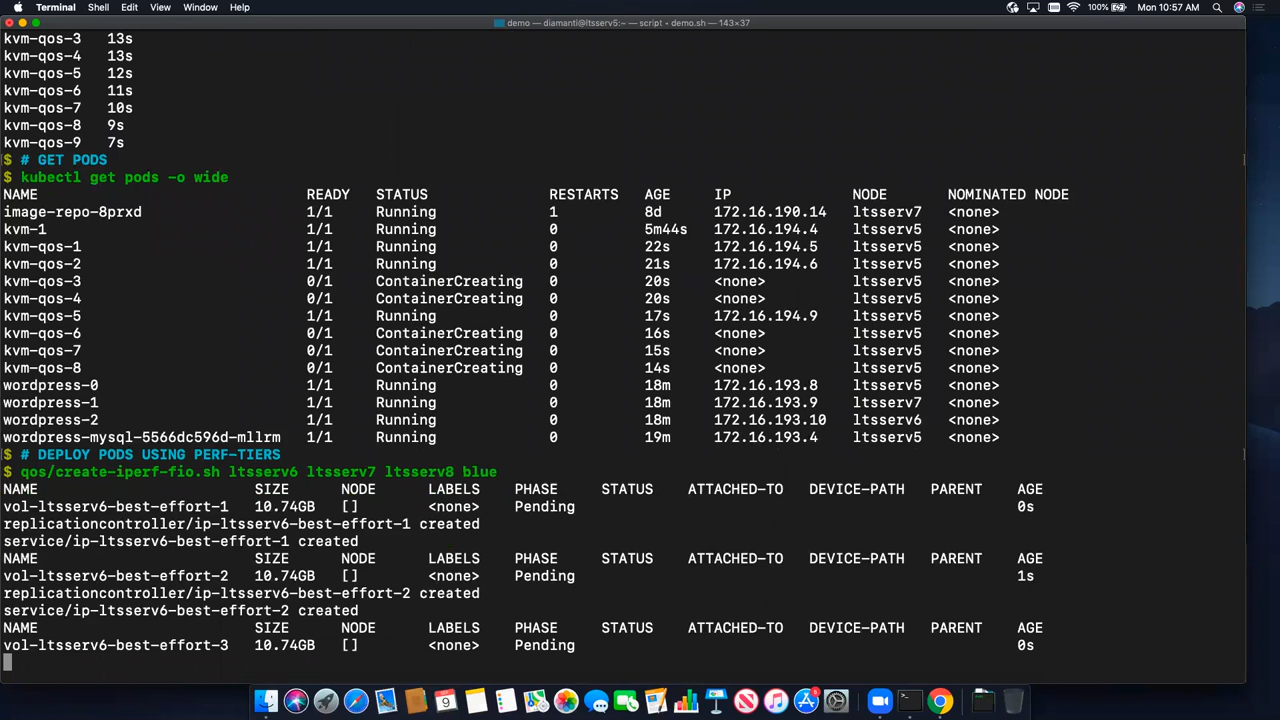 Terminal Shell Edit View Window Help 100% Mon 10:57 AM
demo — diamanti@ltsserv5:~ — script • demo.sh — 143×37
kvm-qos-3 13s
kvm-qos-4 13s
kvm-qos-5 12s
kvm-qos-6 11s
kvm-qos-7 10s
kvm-qos-8 9s
kvm-qos-9 7s
$ # GET PODS
$ kubectl get pods -o wide
NAME READY STATUS RESTARTS AGE IP NODE NOMINATED NODE
image-repo-8prxd 1/1 Running 1 8d 172.16.190.14 ltsserv7 <none>
kvm-1 1/1 Running 0 5m44s 172.16.194.4 ltsserv5 <none>
kvm-qos-1 1/1 Running 0 22s 172.16.194.5 ltsserv5 <none>
kvm-qos-2 1/1 Running 0 21s 172.16.194.6 ltsserv5 <none>
kvm-qos-3 0/1 ContainerCreating 0 20s <none> ltsserv5 <none>
kvm-qos-4 0/1 ContainerCreating 0 20s <none> ltsserv5 <none>
kvm-qos-5 1/1 Running 0 17s 172.16.194.9 ltsserv5 <none>
kvm-qos-6 0/1 ContainerCreating 0 16s <none> ltsserv5 <none>
kvm-qos-7 0/1 ContainerCreating 0 15s <none> ltsserv5 <none>
kvm-qos-8 0/1 ContainerCreating 0 14s <none> ltsserv5 <none>
wordpress-0 1/1 Running 0 18m 172.16.193.8 ltsserv5 <none>
wordpress-1 1/1 Running 0 18m 172.16.193.9 ltsserv7 <none>
wordpress-2 1/1 Running 0 18m 172.16.193.10 ltsserv6 <none>
wordpress-mysql-5566dc596d-mllrm 1/1 Running 0 19m 172.16.193.4 ltsserv5 <none>
$ # DEPLOY PODS USING PERF-TIERS
$ qos/create-iperf-fio.sh ltsserv6 ltsserv7 ltsserv8 blue
NAME SIZE NODE LABELS PHASE STATUS ATTACHED-TO DEVICE-PATH PARENT AGE
vol-ltsserv6-best-effort-1 10.74GB [] <none> Pending 0s
replicationcontroller/ip-ltsserv6-best-effort-1 created
service/ip-ltsserv6-best-effort-1 created
NAME SIZE NODE LABELS PHASE STATUS ATTACHED-TO DEVICE-PATH PARENT AGE
vol-ltsserv6-best-effort-2 10.74GB [] <none> Pending 1s
replicationcontroller/ip-ltsserv6-best-effort-2 created
service/ip-ltsserv6-best-effort-2 created
NAME SIZE NODE LABELS PHASE STATUS ATTACHED-TO DEVICE-PATH PARENT AGE
vol-ltsserv6-best-effort-3 10.74GB [] <none> Pending 0s